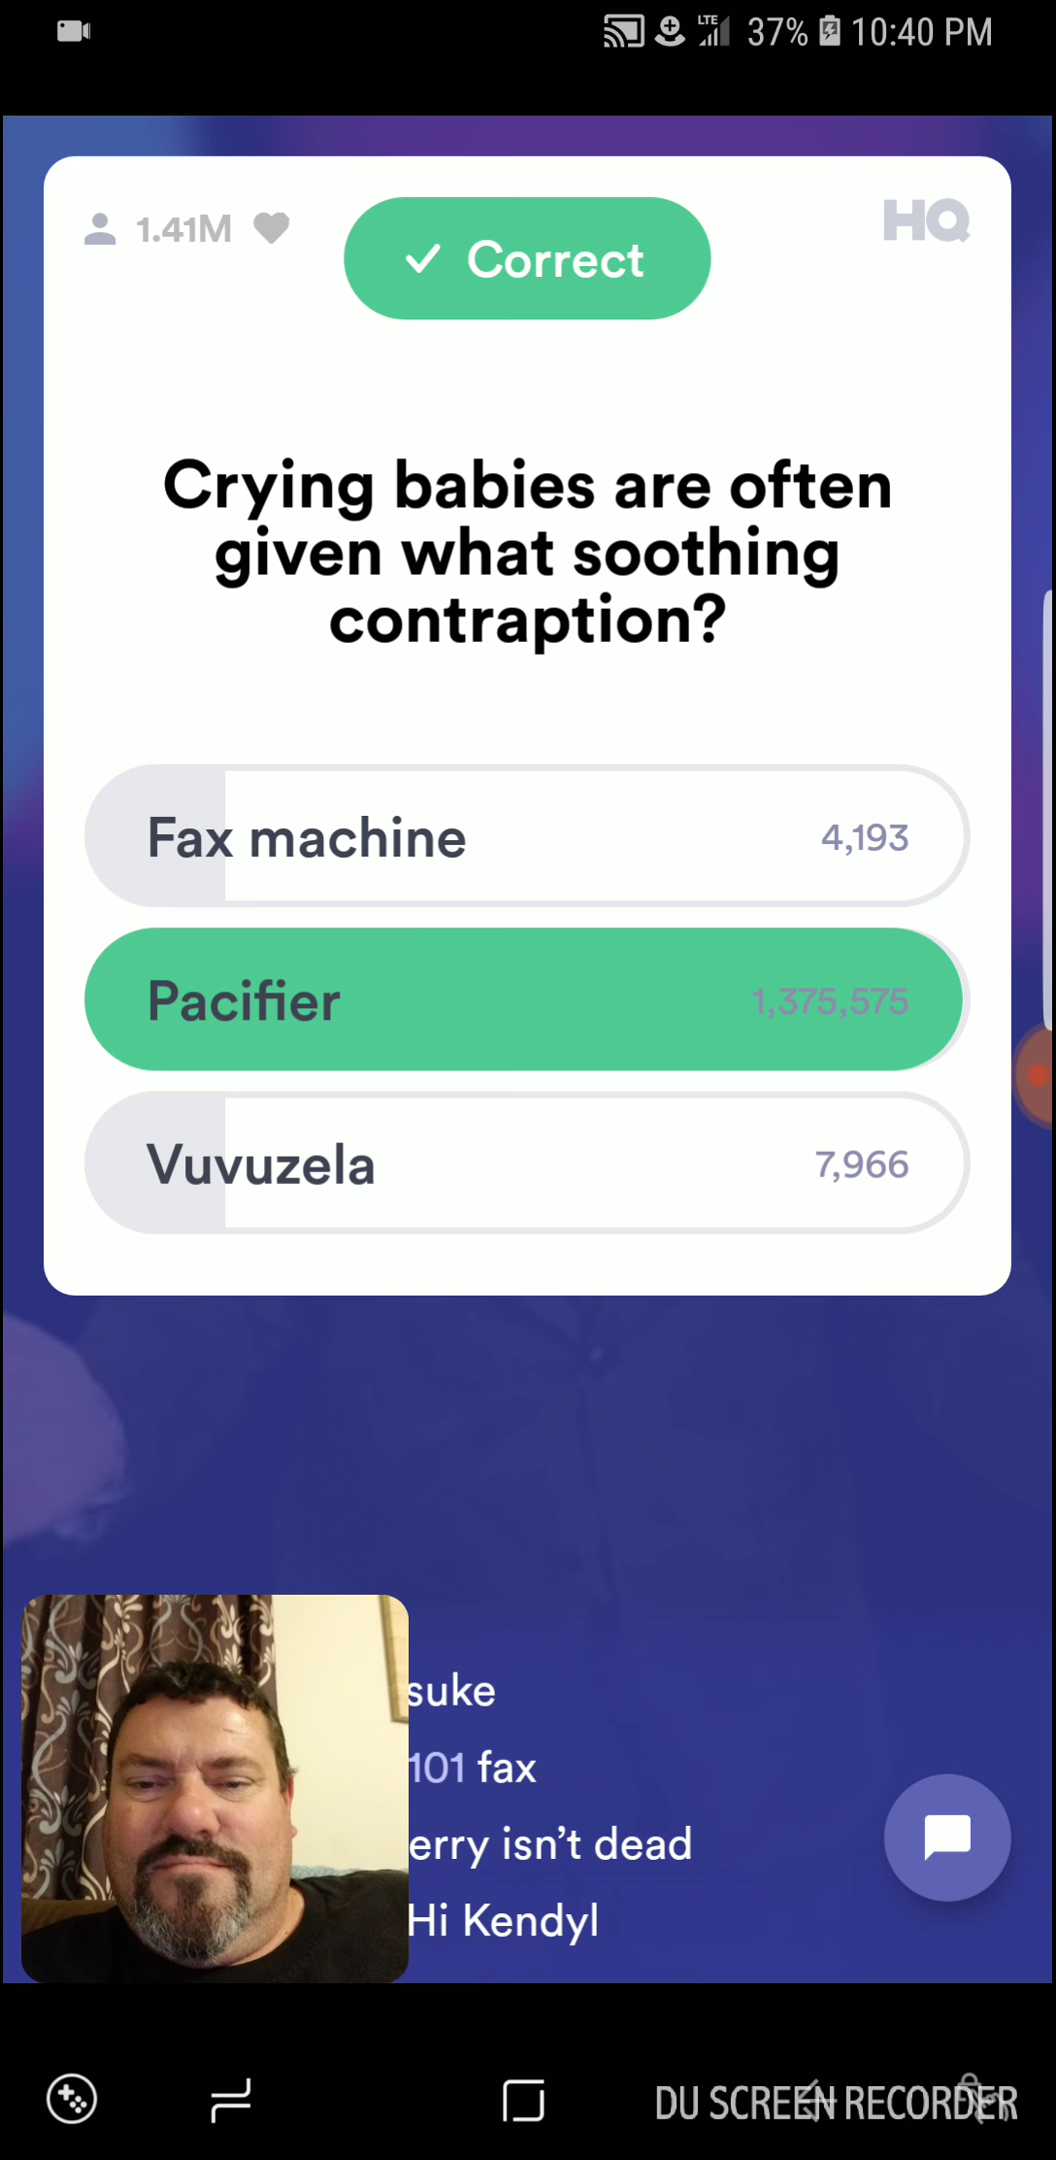 LTE 37% 10:40 PM
1.41M
Correct
HQ
Crying babies are often
given what soothing
contraption?
Fax machine 4,193
Pacifier 1,375,575
Vuvuzela 7,966
suke
101 fax
erry isn’t dead
Hi Kendyl
DU SCREEN RECORDER